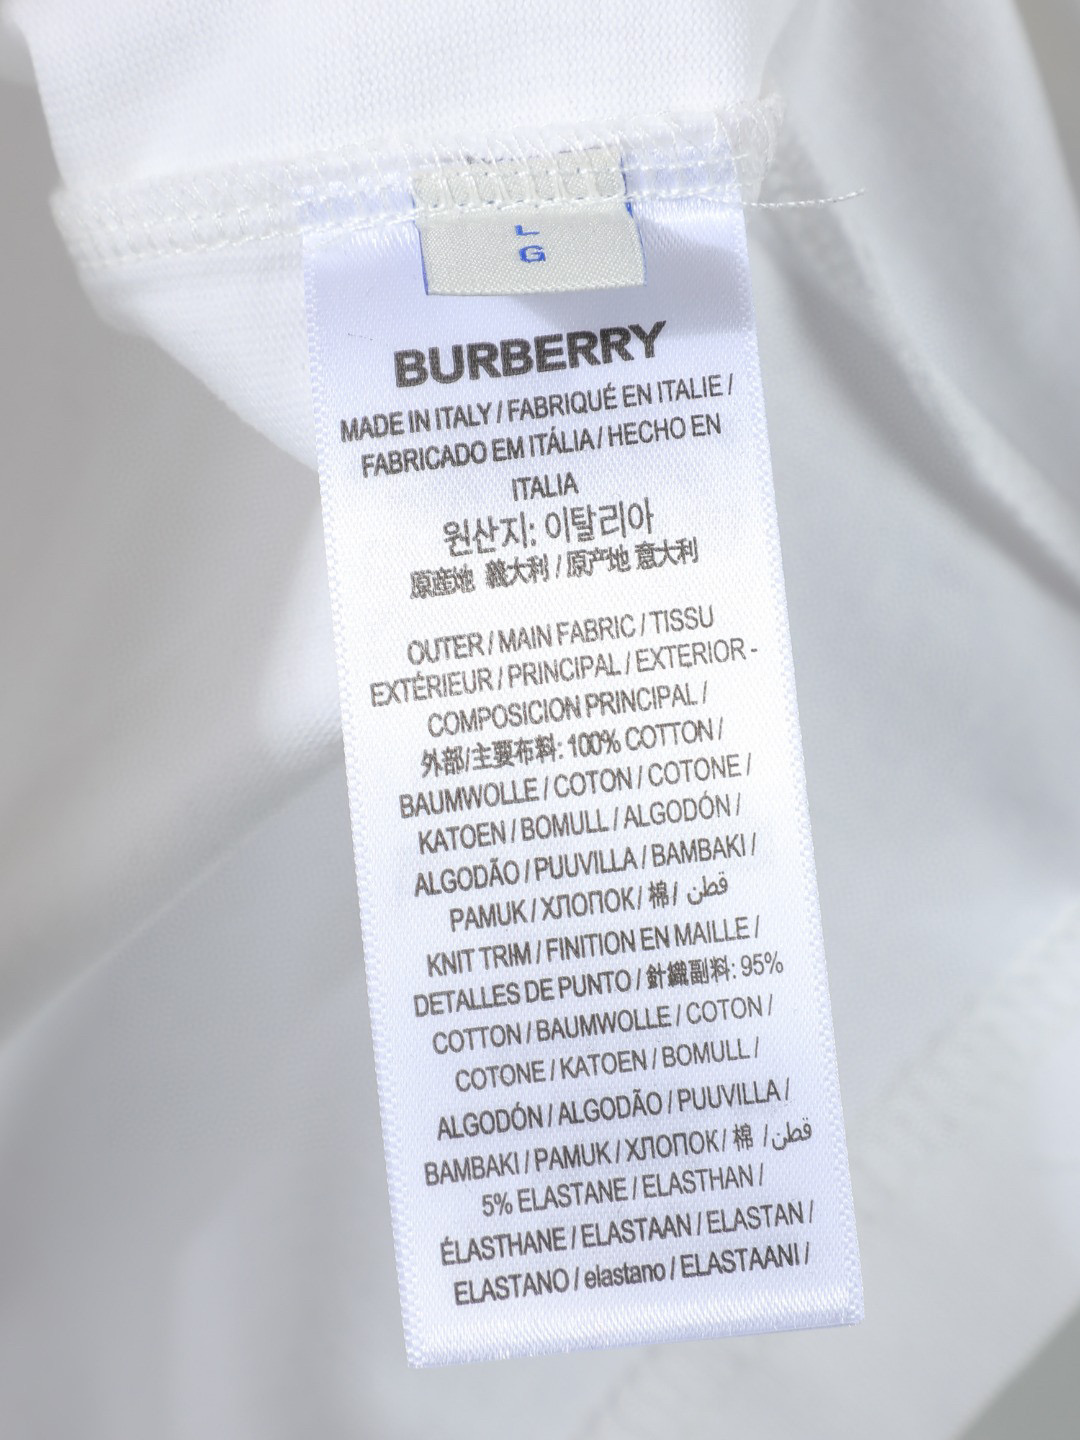 L
G
BURBERRY
MADE IN ITALY / FABRIQUÉ EN ITALIE /
FABRICADO EM ITÁLIA / HECHO EN
ITALIA
원산지: 이탈리아
原産地 義大利 / 原产地 意大利
OUTER / MAIN FABRIC / TISSU
EXTÉRIEUR / PRINCIPAL / EXTERIOR -
COMPOSICION PRINCIPAL /
外部/主要布料: 100% COTTON /
BAUMWOLLE / COTON / COTONE /
KATOEN / BOMULL / ALGODÓN /
ALGODÃO / PUUVILLA / BAMBAKI /
PAMUK / ХЛОПОК / 棉 / قطن
KNIT TRIM / FINITION EN MAILLE /
DETALLES DE PUNTO / 針織副料: 95%
COTTON / BAUMWOLLE / COTON /
COTONE / KATOEN / BOMULL /
ALGODÓN / ALGODÃO / PUUVILLA /
BAMBAKI / PAMUK / ХЛОПОК / 棉 / قطن
5% ELASTANE / ELASTHAN /
ÉLASTHANE / ELASTAAN / ELASTAN /
ELASTANO / elastano / ELASTAANI /